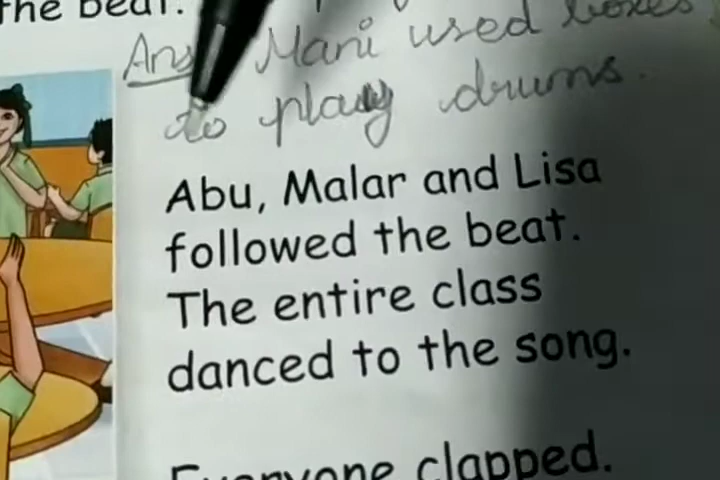 the beat.
Ans Mani used boxes
to play drums.
Abu, Malar and Lisa
followed the beat.
The entire class
danced to the song.
Everyone clapped.